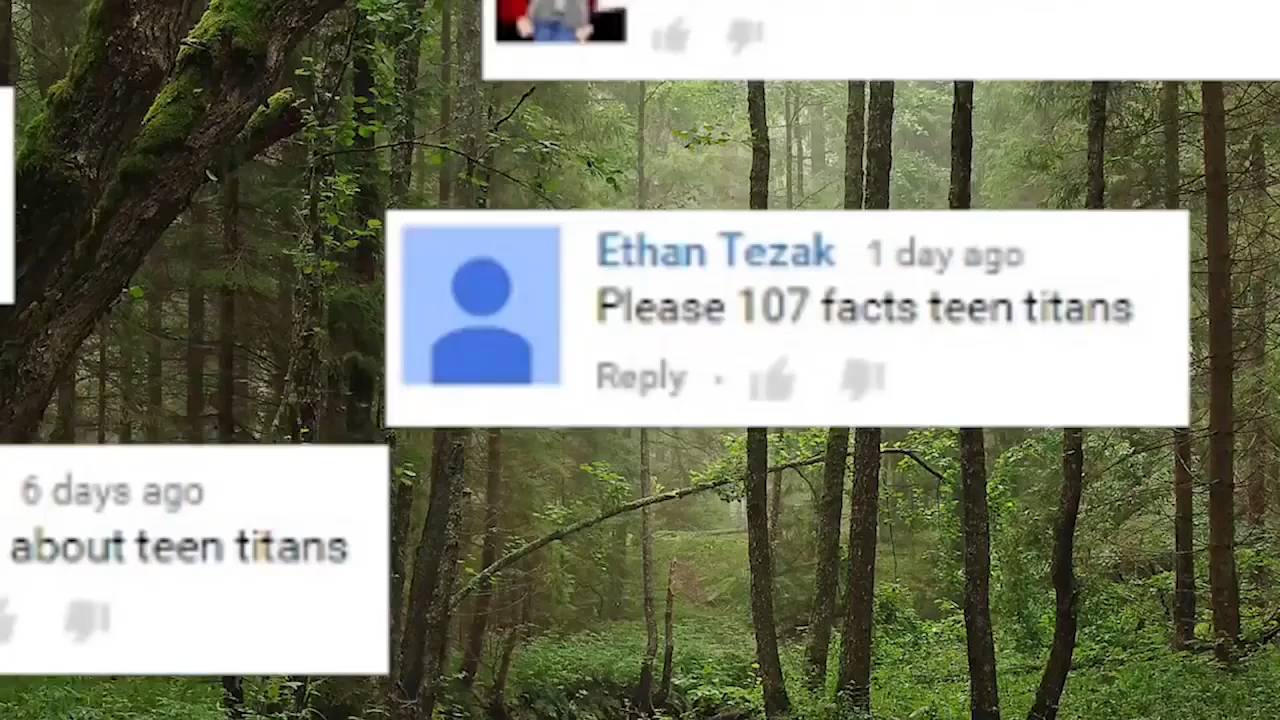 Ethan Tezak 1 day ago
Please 107 facts teen titans
Reply ·
6 days ago
about teen titans